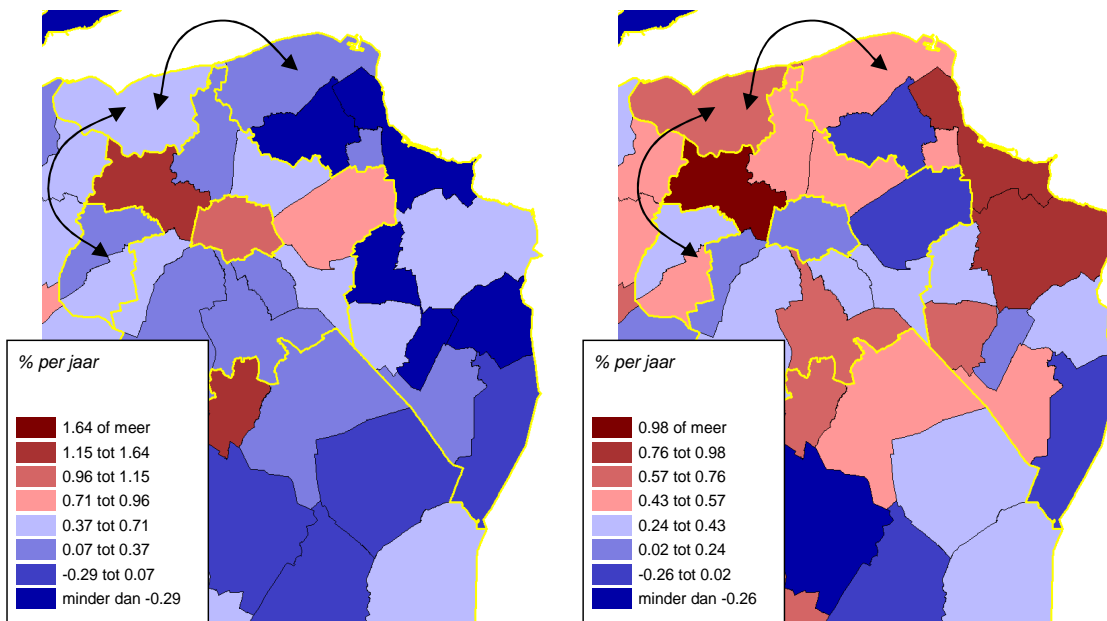 % per jaar
1.64 of meer
1.15 tot 1.64
0.96 tot 1.15
0.71 tot 0.96
0.37 tot 0.71
0.07 tot 0.37
-0.29 tot 0.07
minder dan -0.29
% per jaar
0.98 of meer
0.76 tot 0.98
0.57 tot 0.76
0.43 tot 0.57
0.24 tot 0.43
0.02 tot 0.24
-0.26 tot 0.02
minder dan -0.26